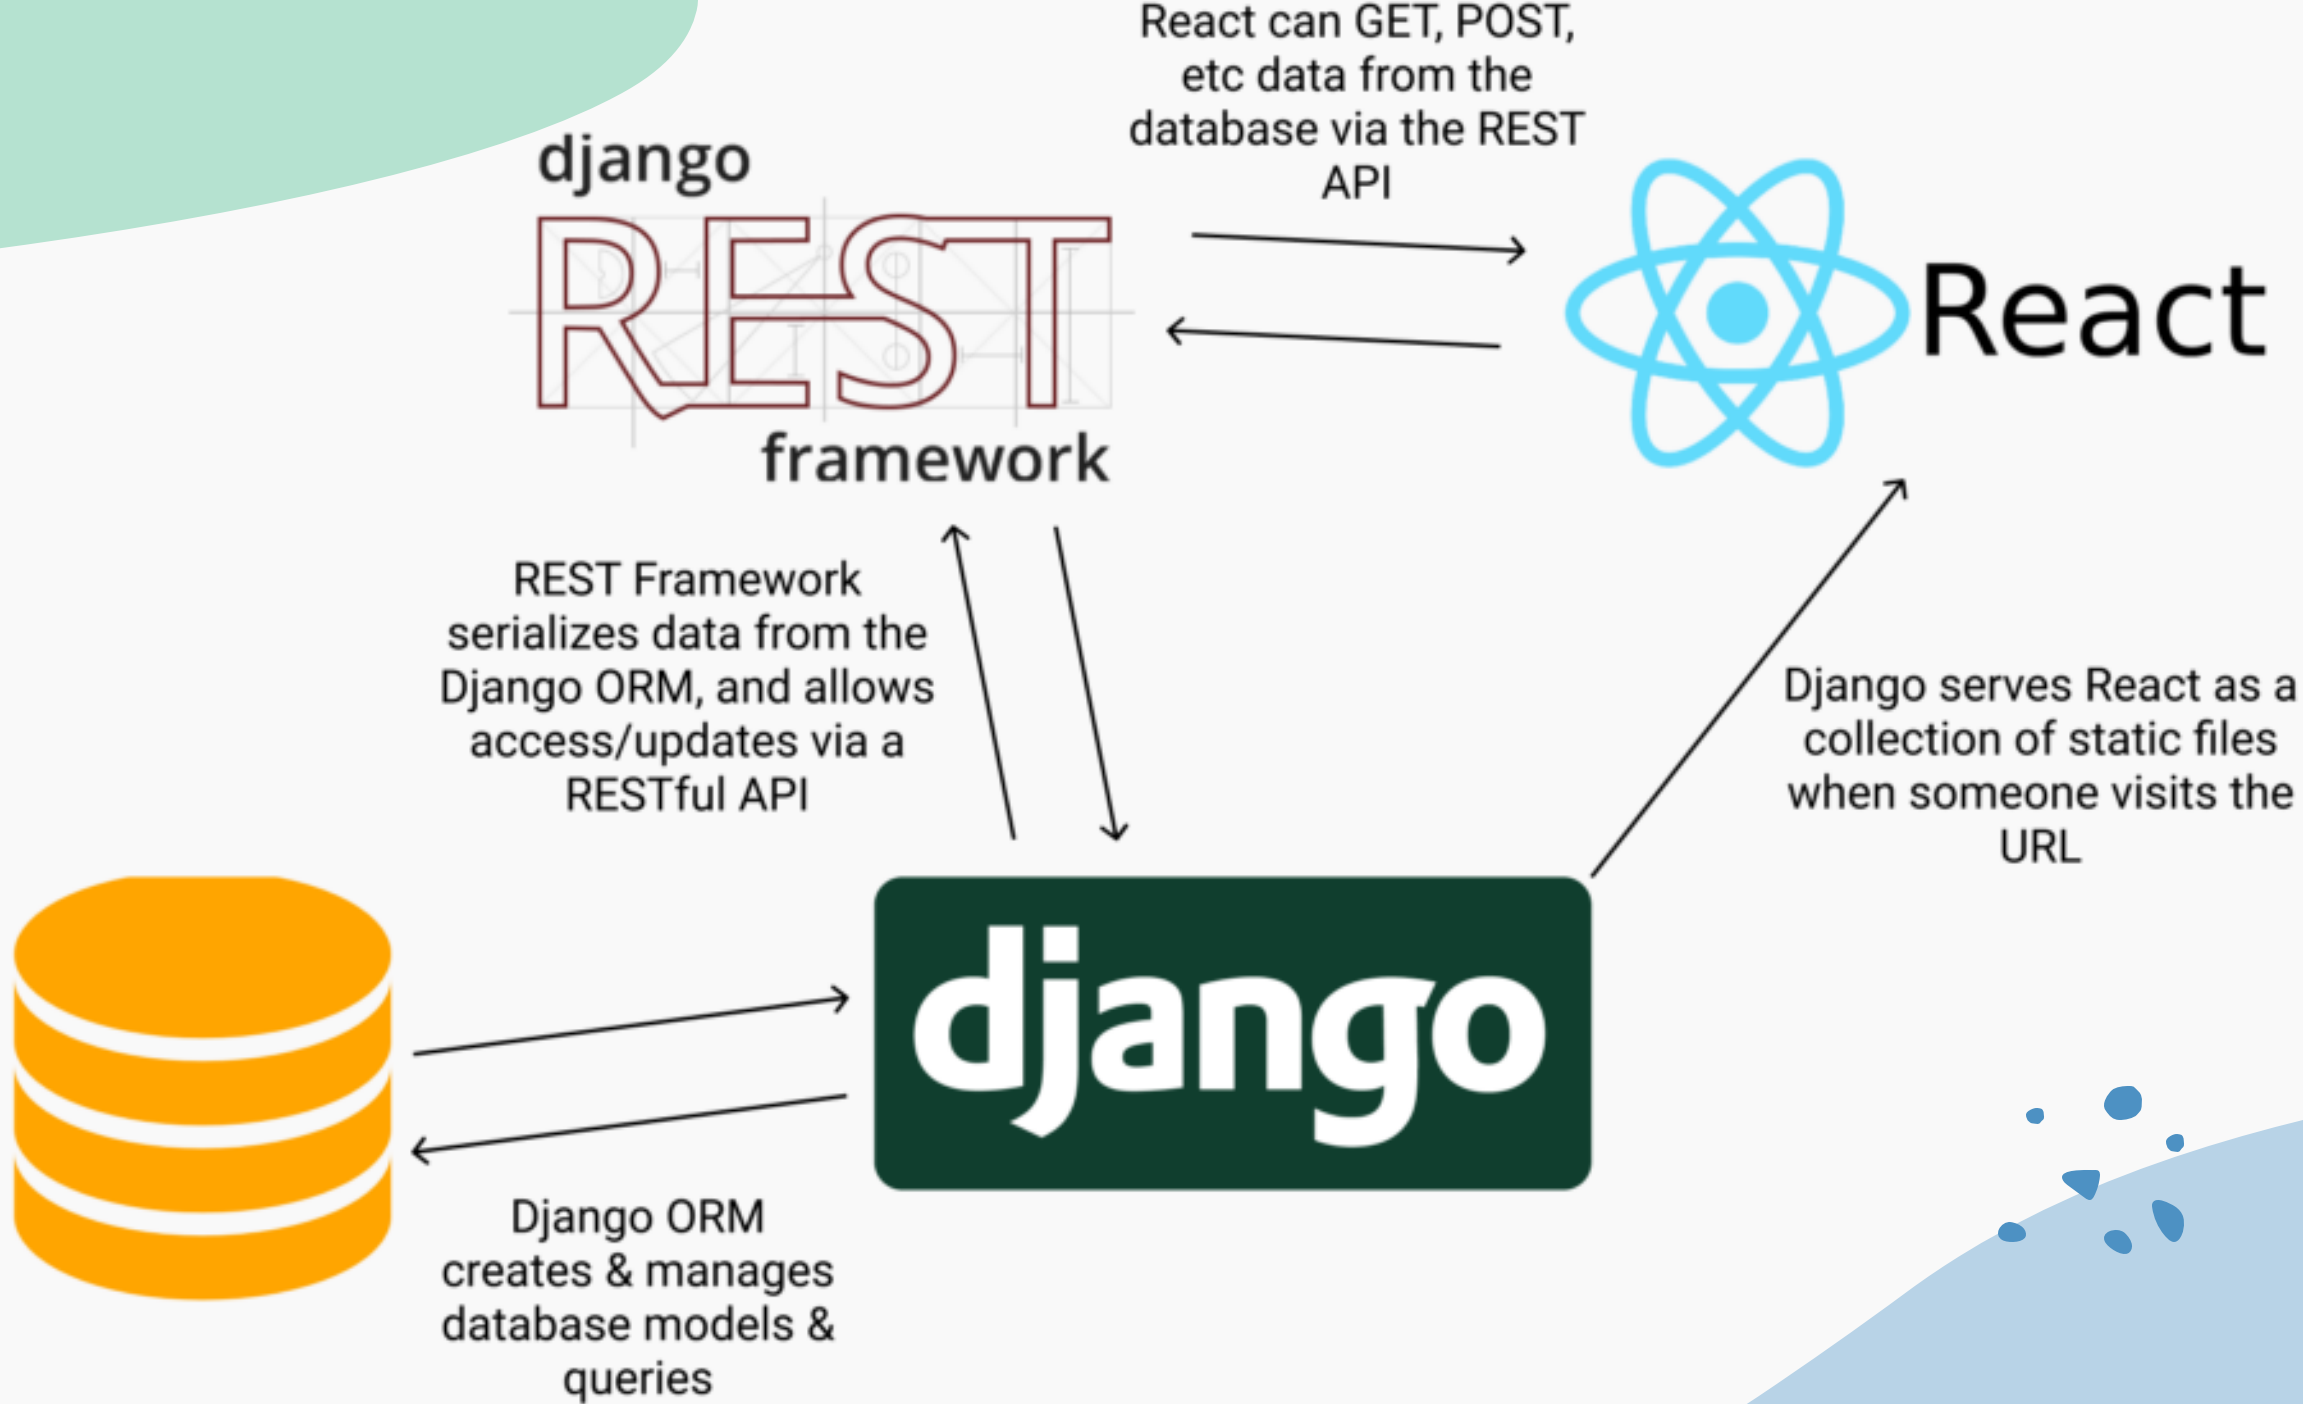 React can GET, POST,
etc data from the
database via the REST
API
django
REST
framework
React
REST Framework
serializes data from the
Django ORM, and allows
access/updates via a
RESTful API
Django serves React as a
collection of static files
when someone visits the
URL
django
Django ORM
creates & manages
database models &
queries